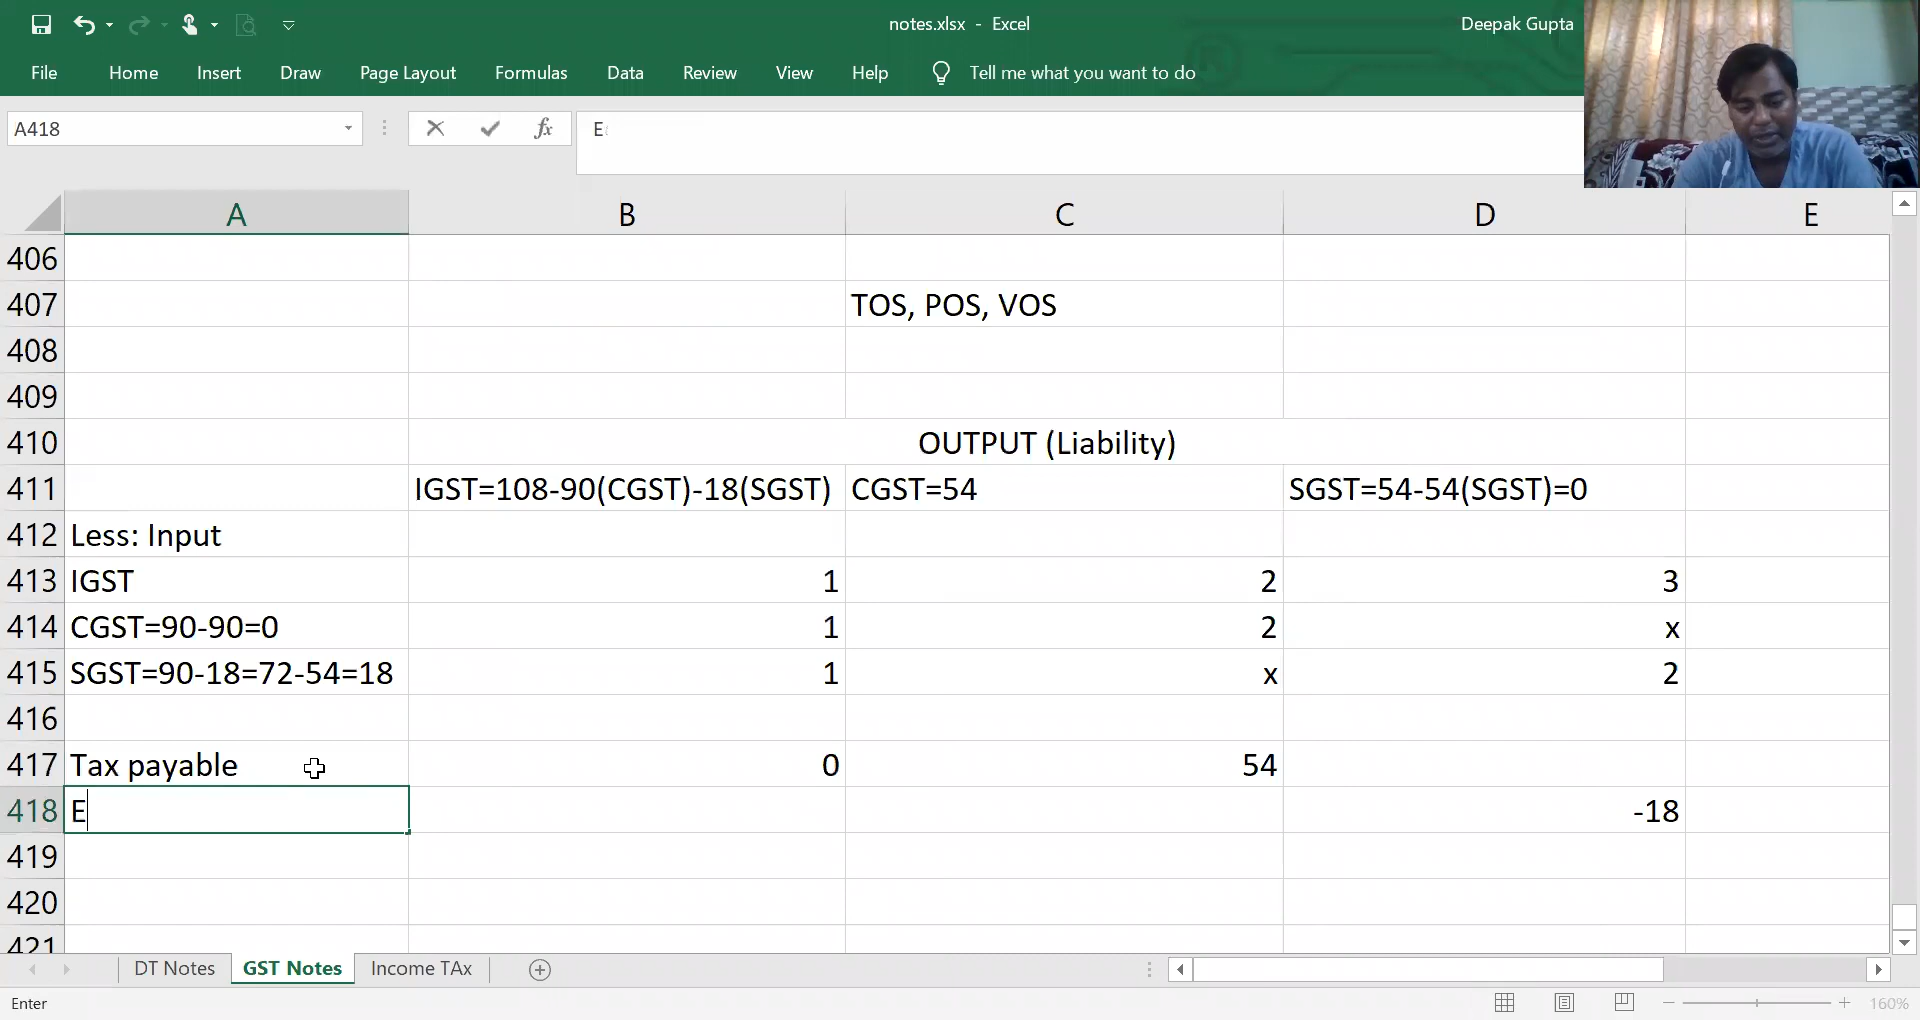 notes.xlsx - Excel
Deepak Gupta
File Home Insert Draw Page Layout Formulas Data Review View Help Tell me what you want to do
A418 fx E
A B C D E
406
407 TOS, POS, VOS
408
409
410 OUTPUT (Liability)
411 IGST=108-90(CGST)-18(SGST) CGST=54 SGST=54-54(SGST)=0
412 Less: Input
413 IGST 1 2 3
414 CGST=90-90=0 1 2 x
415 SGST=90-18=72-54=18 1 x 2
416
417 Tax payable 0 54
418 E -18
419
420
421
DT Notes GST Notes Income TAx
Enter 160%